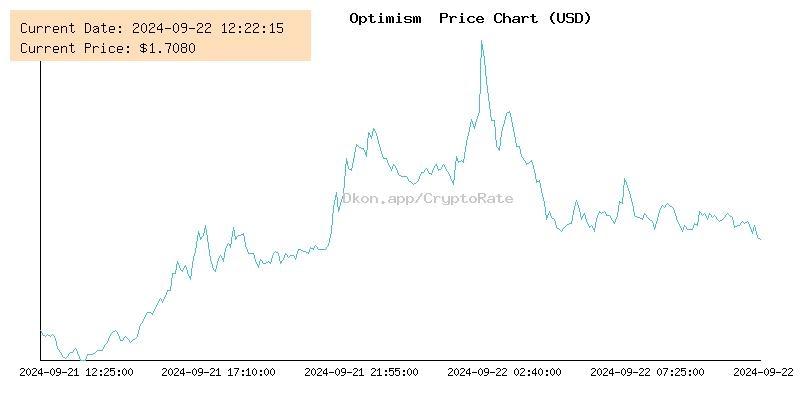 Optimism  Price Chart (USD)
Current Date: 2024-09-22 12:22:15
Current Price: $1.7080
Dkon.app/CryptoRate
2024-09-21 12:25:00 2024-09-21 17:10:00 2024-09-21 21:55:00 2024-09-22 02:40:00 2024-09-22 07:25:00 2024-09-22